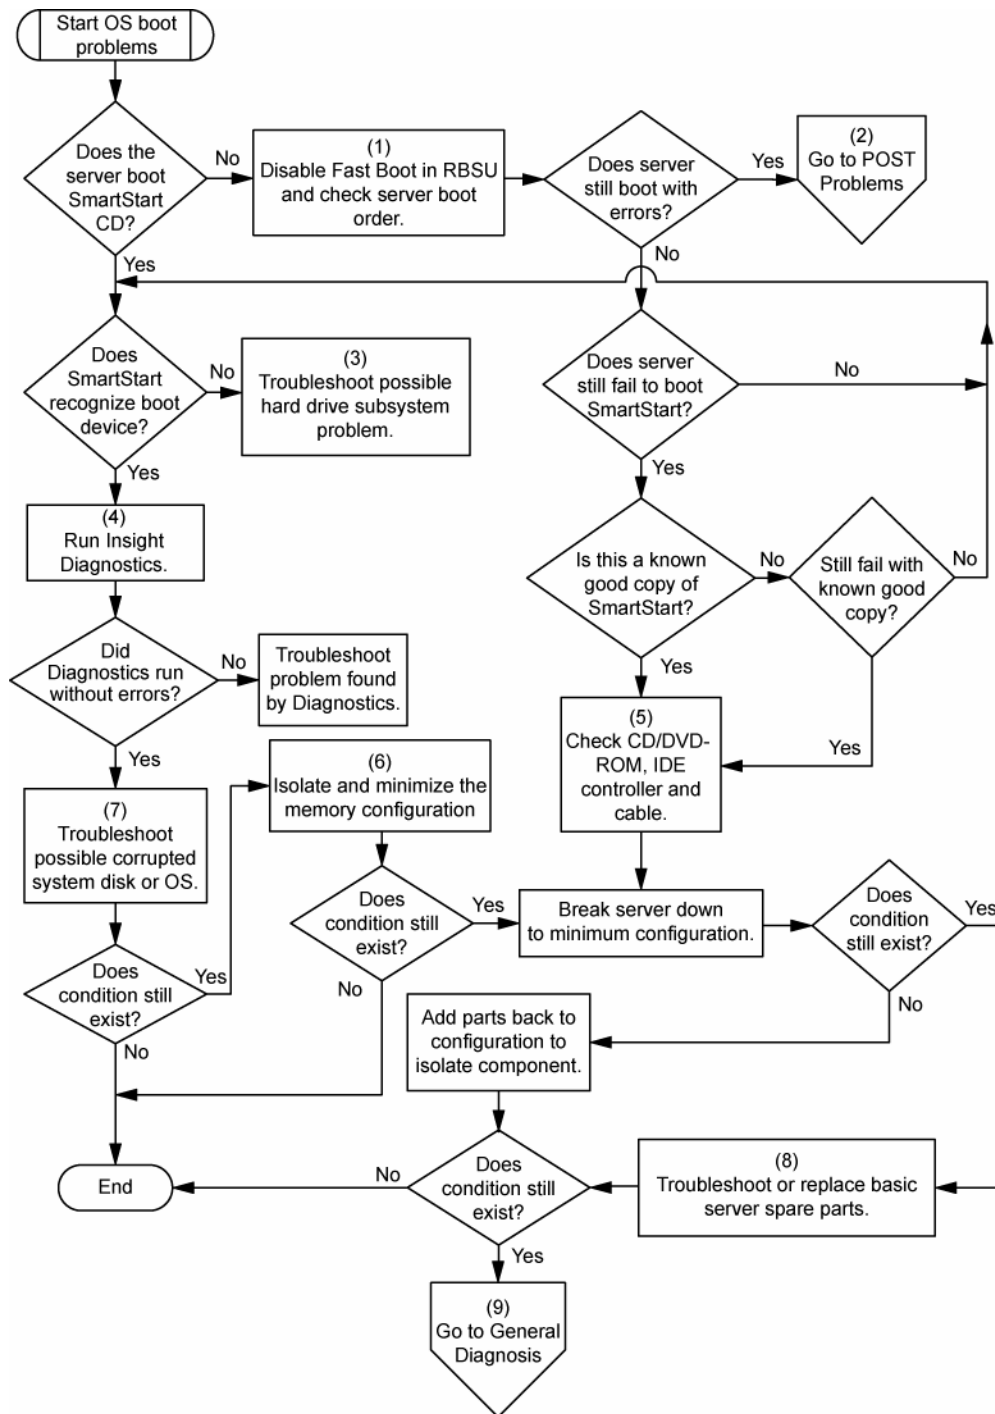 Start OS boot
problems
Does the
server boot
SmartStart
CD?
No
(1)
Disable Fast Boot in RBSU
and check server boot
order.
Does server
still boot with
errors?
Yes
(2)
Go to POST
Problems
Yes
No
Does
SmartStart
recognize boot
device?
No
(3)
Troubleshoot possible
hard drive subsystem
problem.
Does server
still fail to boot
SmartStart?
No
Yes
Yes
(4)
Run Insight
Diagnostics.
Is this a known
good copy of
SmartStart?
No
Still fail with
known good
copy?
No
Did
Diagnostics run
without errors?
No
Troubleshoot
problem found
by Diagnostics.
Yes
(5)
Check CD/DVD-
ROM, IDE
controller and
cable.
Yes
Yes
(7)
Troubleshoot
possible corrupted
system disk or OS.
(6)
Isolate and minimize the
memory configuration
Does
condition still
exist?
Yes
Break server down
to minimum configuration.
Does
condition
still exist?
Yes
Does
condition still
exist?
Yes
No
No
No
Add parts back to
configuration to
isolate component.
End
No
Does
condition still
exist?
(8)
Troubleshoot or replace basic
server spare parts.
Yes
(9)
Go to General
Diagnosis